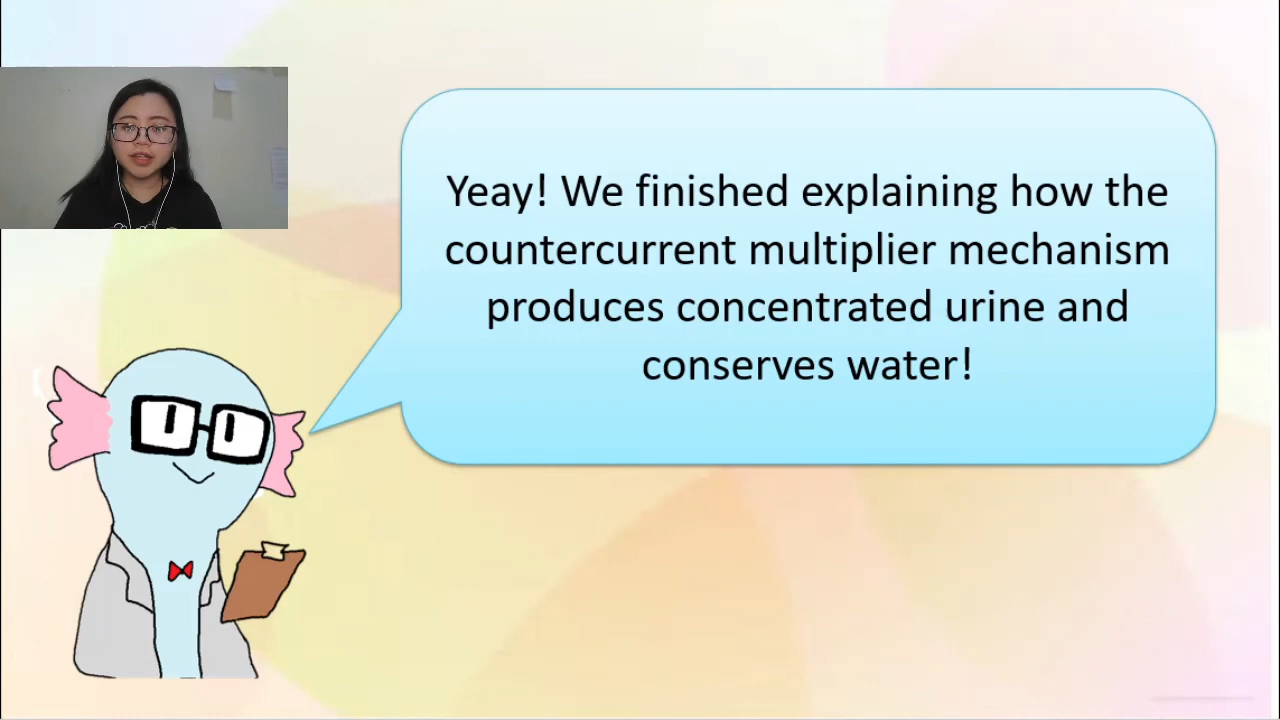 Yeay! We finished explaining how the
countercurrent multiplier mechanism
produces concentrated urine and
conserves water!